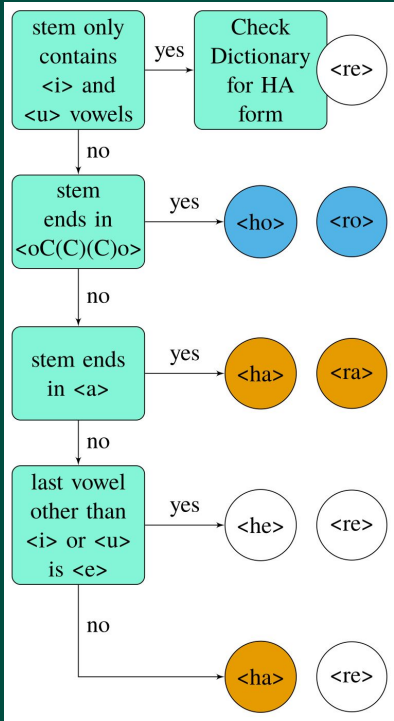 stem only
contains
<i> and
<u> vowels
yes
Check
Dictionary
for HA
form
<re>
no
stem
ends in
<oC(C)(C)o>
yes
<ho>
<ro>
no
stem ends
in <a>
yes
<ha>
<ra>
no
last vowel
other than
<i> or <u>
is <e>
yes
<he>
<re>
no
<ha>
<re>